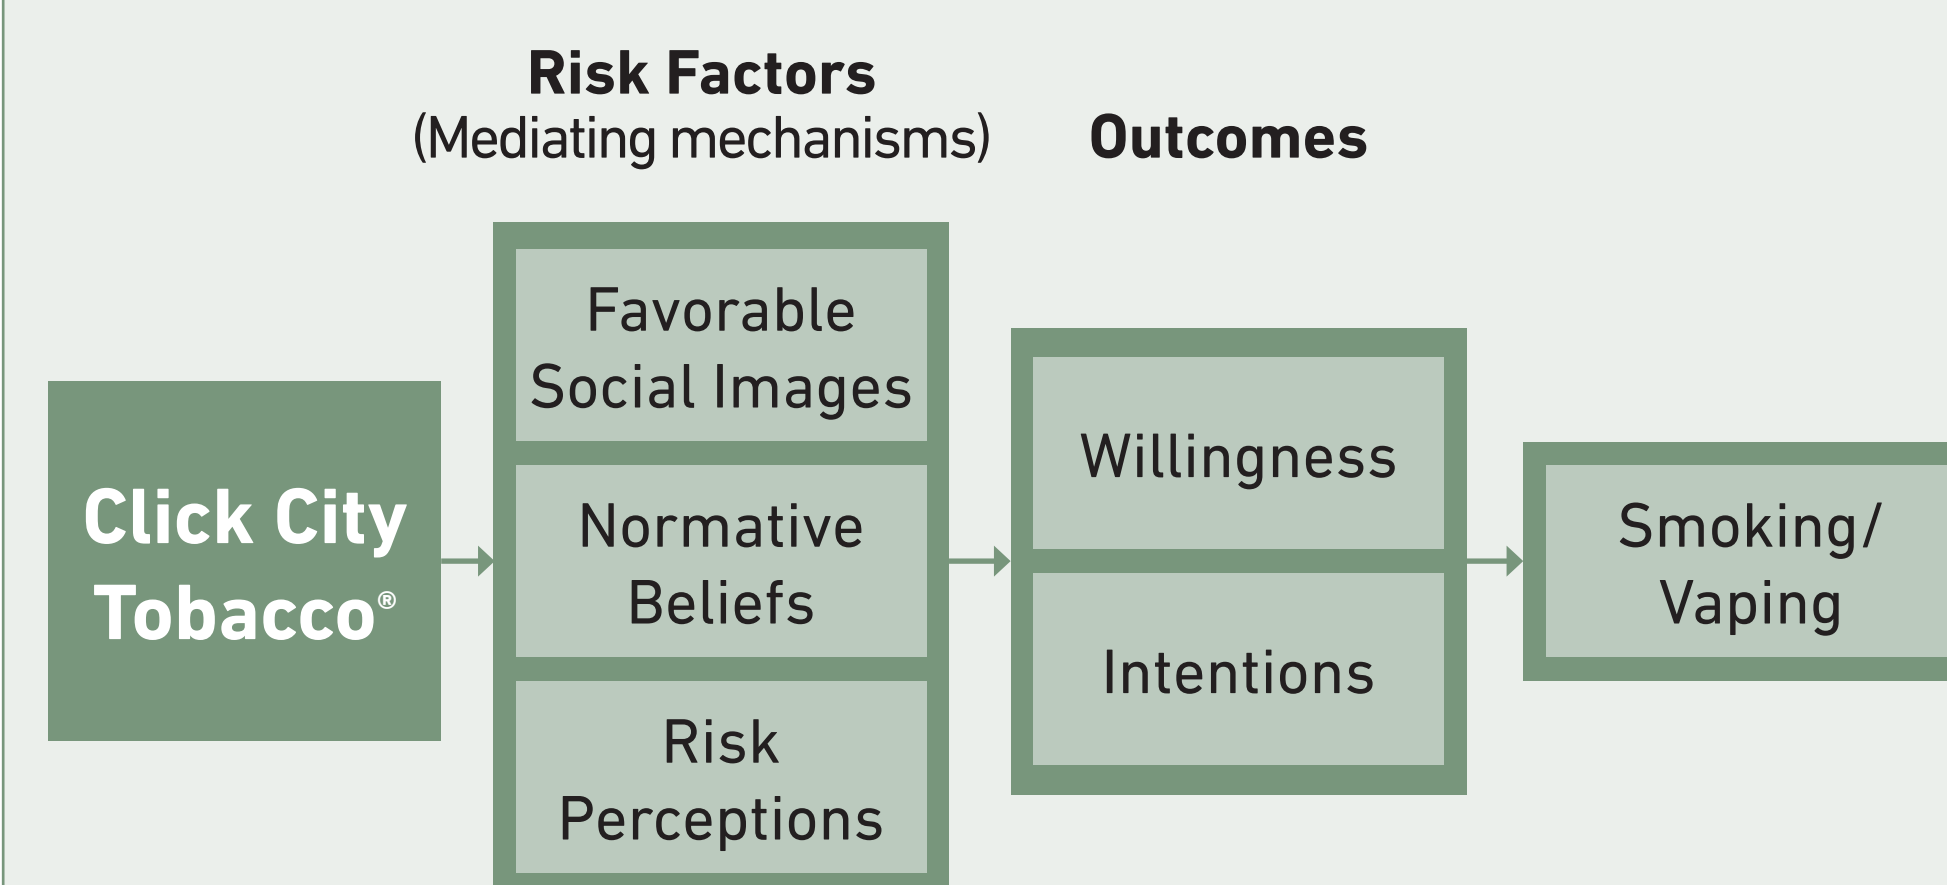 Risk Factors
(Mediating mechanisms)
Outcomes
Click City
Tobacco®
Favorable
Social Images
Normative
Beliefs
Risk
Perceptions
Willingness
Intentions
Smoking/
Vaping